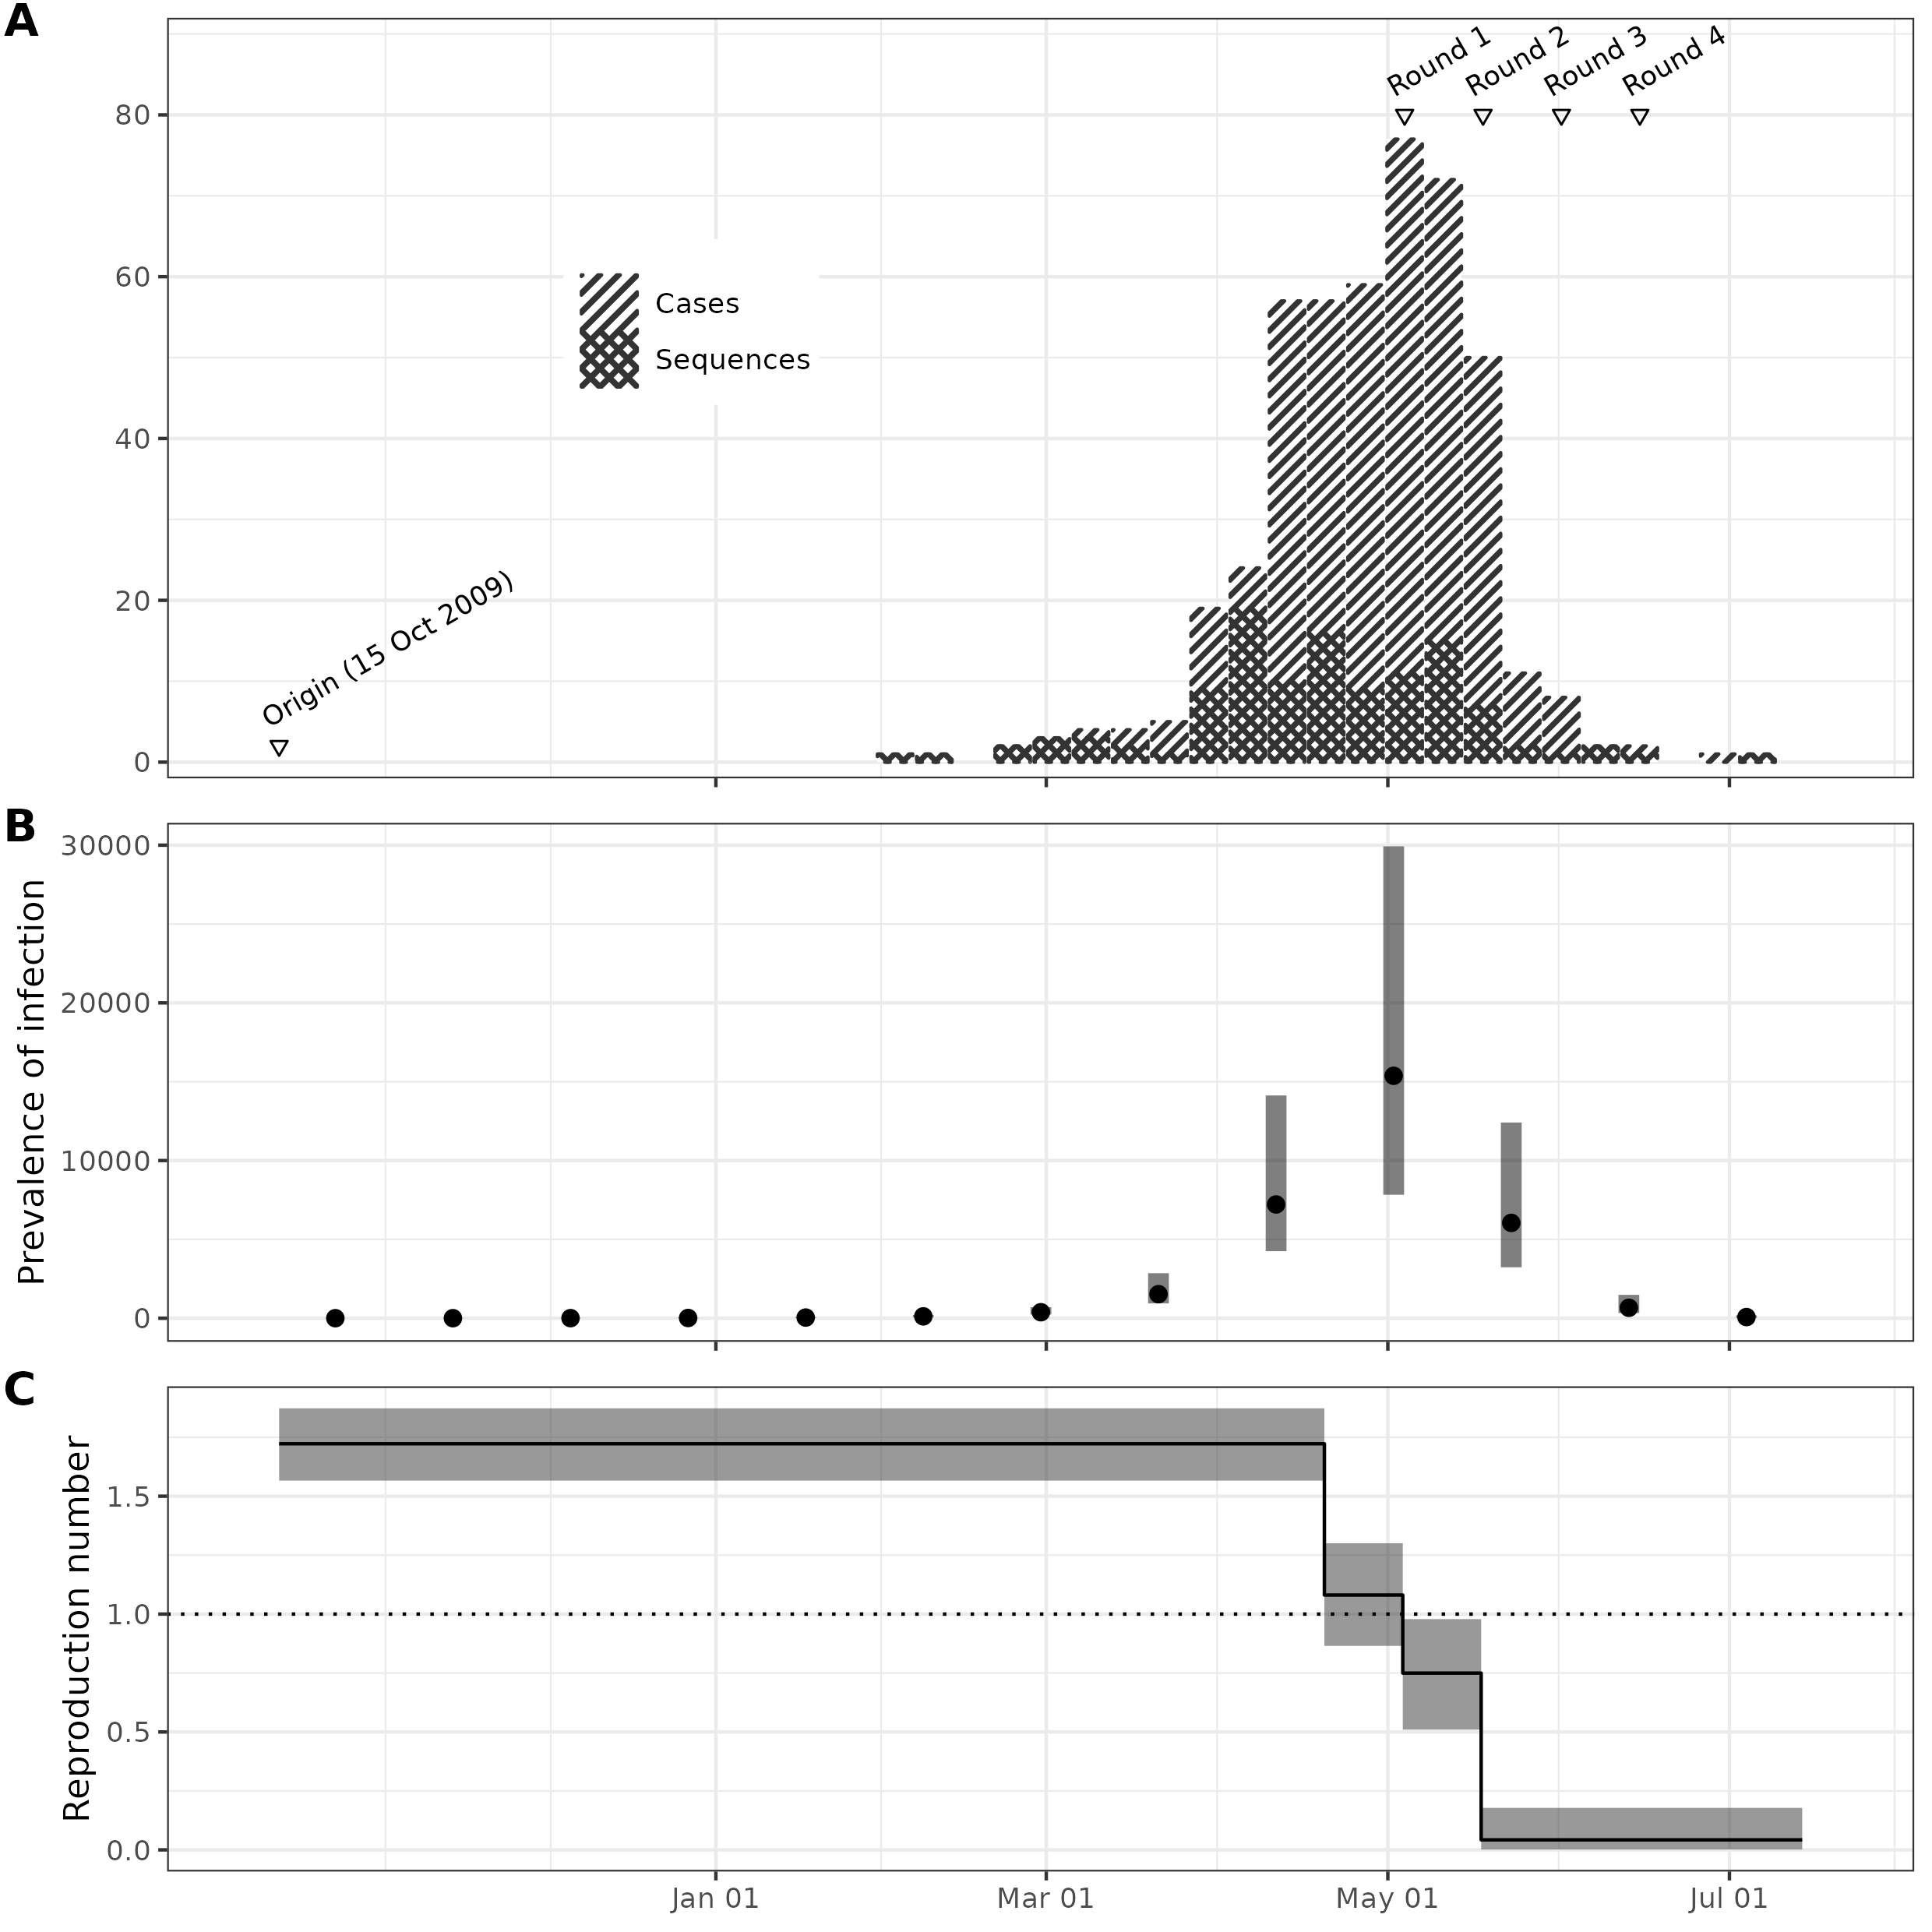 A
Round 1
Round 2
Round 3
Round 4
80
60
40
20
0
Cases
Sequences
Origin (15 Oct 2009)
B
Prevalence of infection
30000
20000
10000
0
C
Reproduction number
1.5
1.0
0.5
0.0
Jan 01
Mar 01
May 01
Jul 01